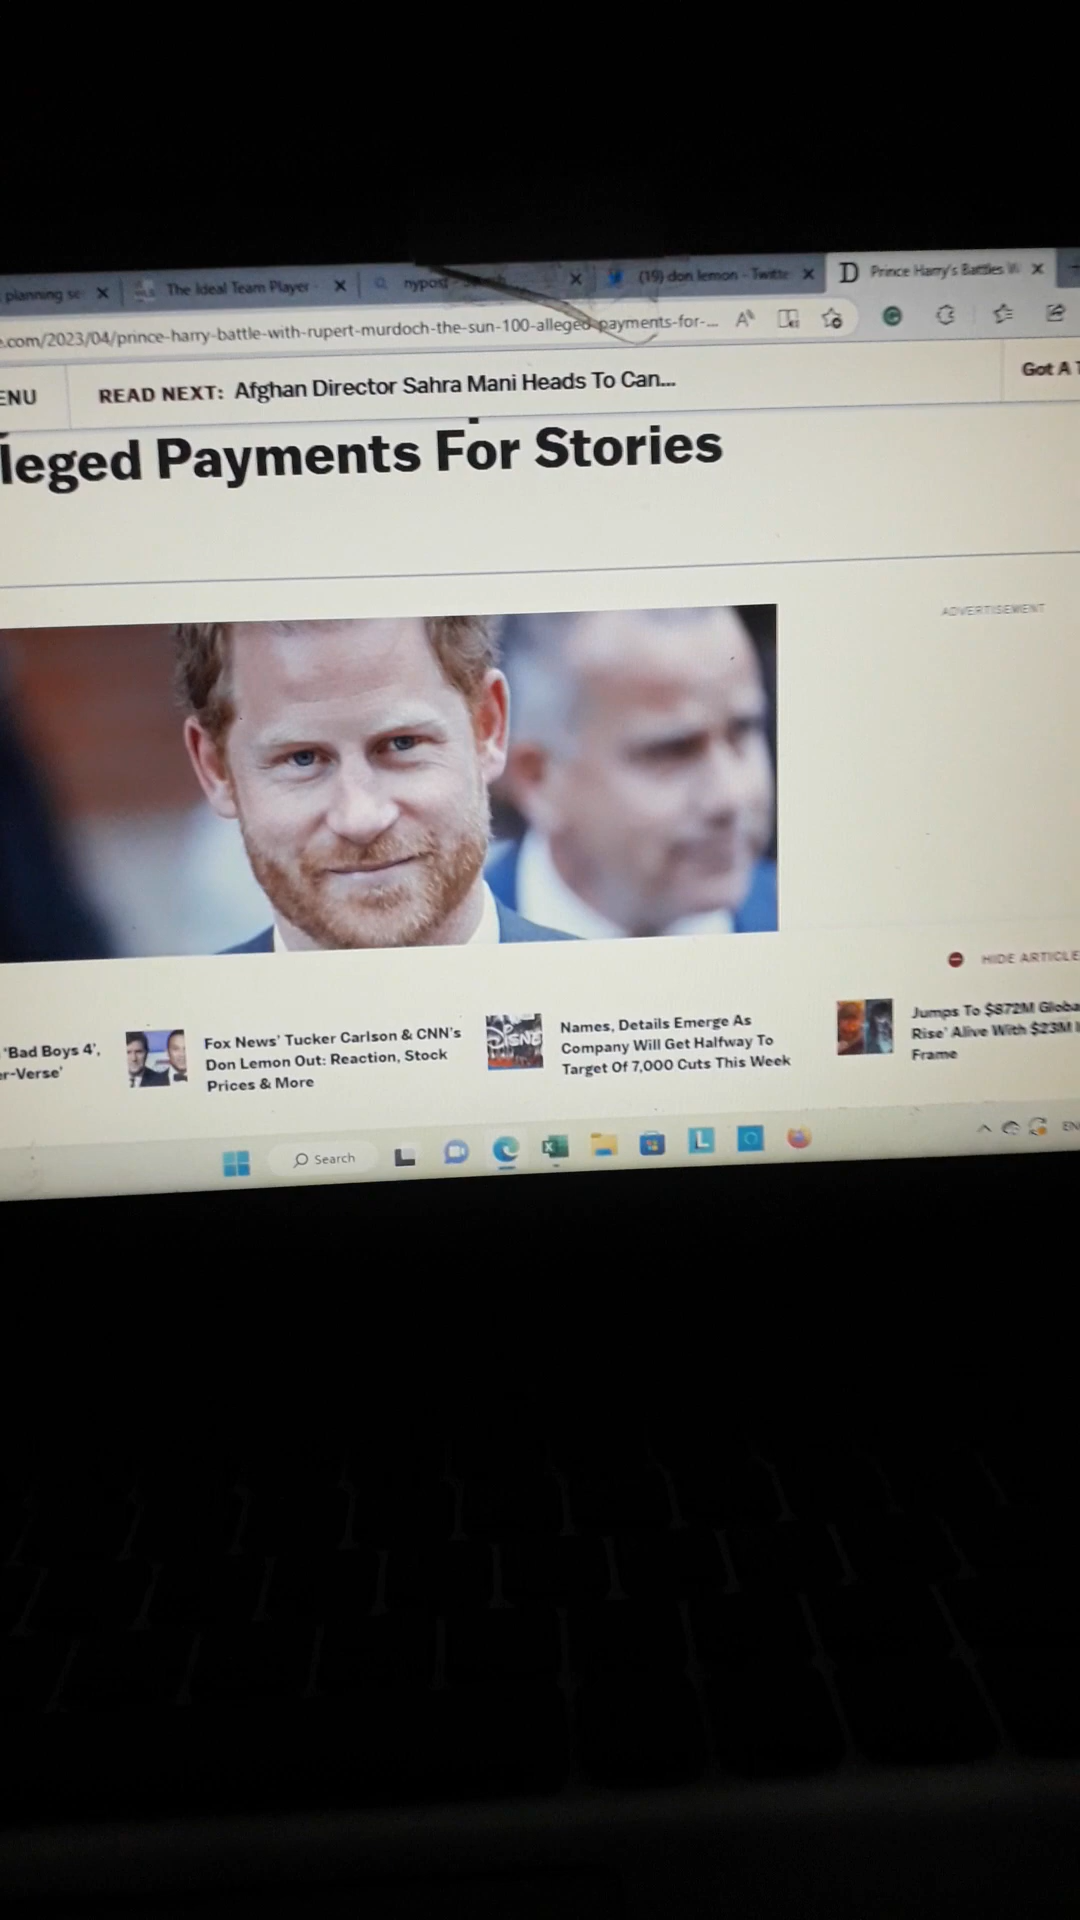 planning se
The Ideal Team Player
nypost
(19) don lemon - Twitte
Prince Harry's Battles W
.com/2023/04/prince-harry-battle-with-rupert-murdoch-the-sun-100-alleged-payments-for-...
ENU
READ NEXT: Afghan Director Sahra Mani Heads To Can...
Got A T
leged Payments For Stories
ADVERTISEMENT
HIDE ARTICLE
'Bad Boys 4',
r-Verse'
Fox News' Tucker Carlson & CNN's
Don Lemon Out: Reaction, Stock
Prices & More
DISNE
Names, Details Emerge As
Company Will Get Halfway To
Target Of 7,000 Cuts This Week
Jumps To $872M Globa
Rise' Alive With $23M I
Frame
Search
EN